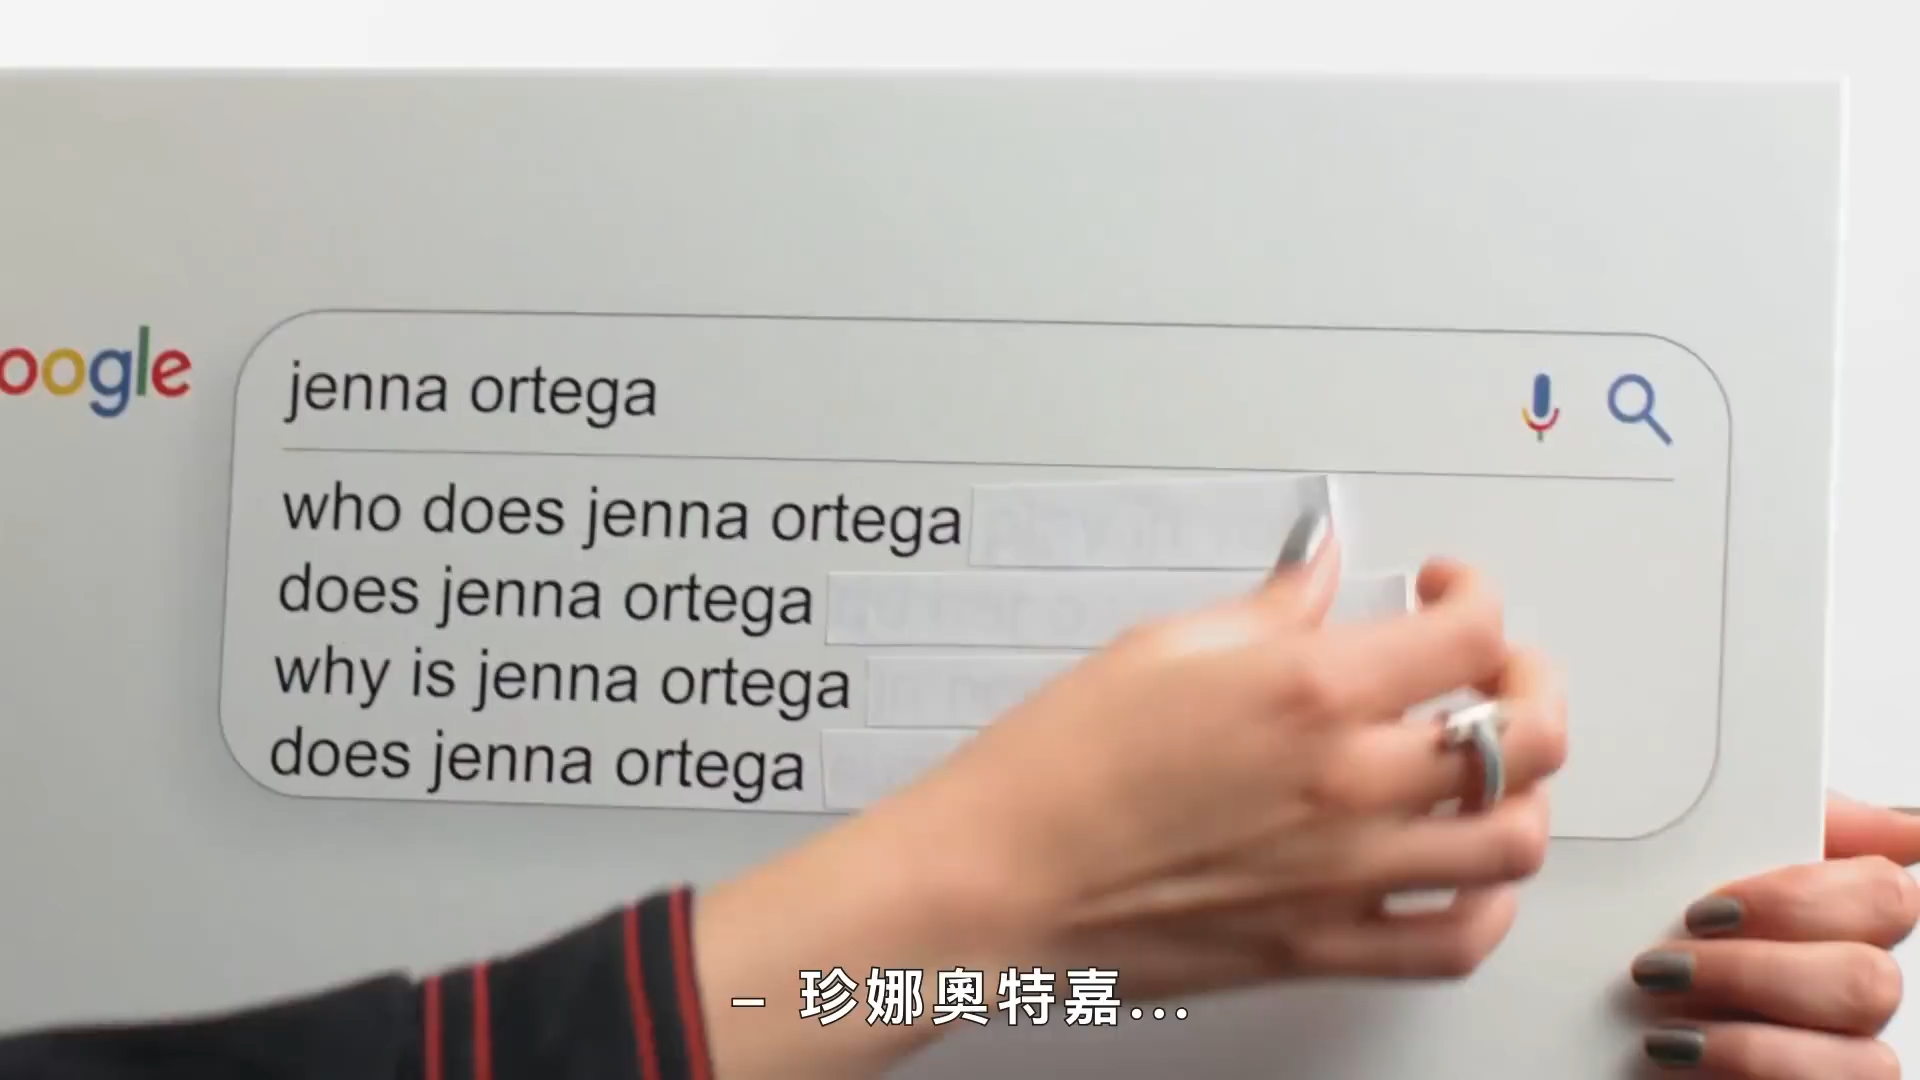 oogle
jenna ortega
who does jenna ortega
does jenna ortega
why is jenna ortega
does jenna ortega
– 珍娜奧特嘉...